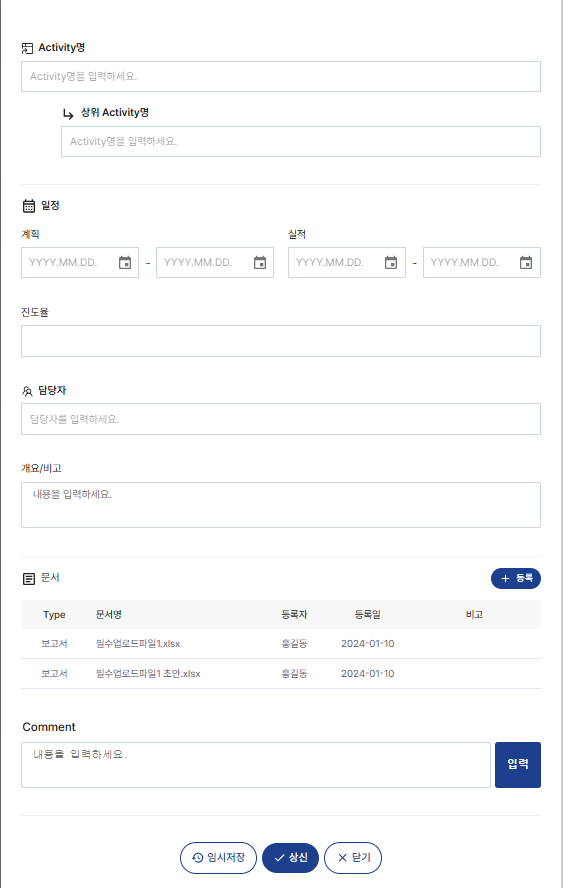 Activity명
Activity명을 입력하세요.
상위 Activity명
Activity명을 입력하세요.
일정
계획 실적
YYYY.MM.DD. ~ YYYY.MM.DD. YYYY.MM.DD. ~ YYYY.MM.DD.
진도율
담당자
담당자를 입력하세요.
개요/비고
내용을 입력하세요.
문서 + 등록
Type 문서명 등록자 등록일 비고
보고서 필수업로드파일1.xlsx 홍길동 2024-01-10
보고서 필수업로드파일1 초안.xlsx 홍길동 2024-01-10
Comment
내용을 입력하세요. 입력
임시저장 상신 닫기